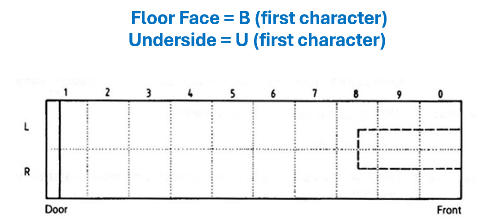 Floor Face = B (first character)
Underside = U (first character)
1 2 3 4 5 6 7 8 9 0
L
R
Door Front